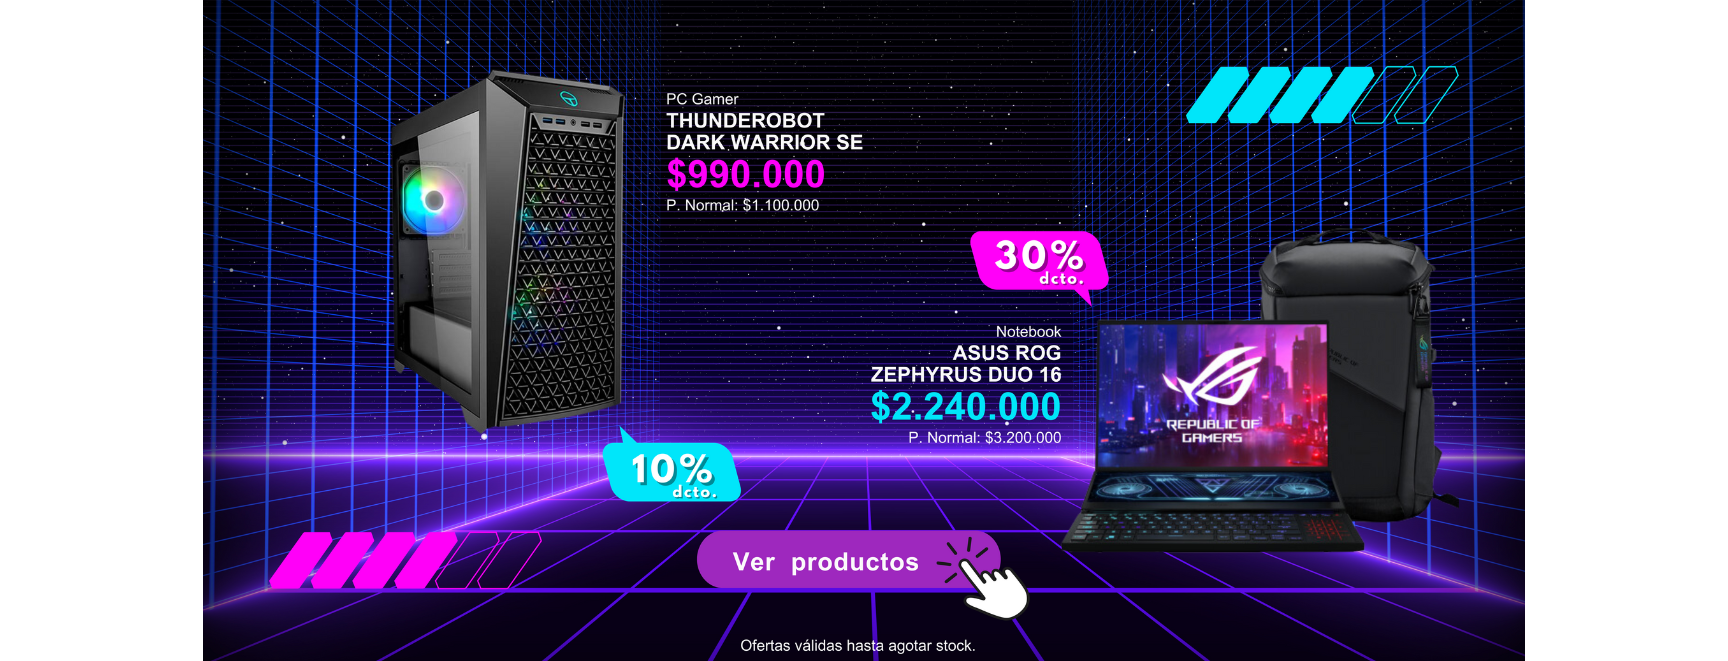 PC Gamer
THUNDEROBOT
DARK WARRIOR SE
$990.000
P. Normal: $1.100.000
10%
dcto.
30%
dcto.
Notebook
ASUS ROG
ZEPHYRUS DUO 16
$2.240.000
P. Normal: $3.200.000
REPUBLIC OF
GAMERS
Ver productos
Ofertas válidas hasta agotar stock.